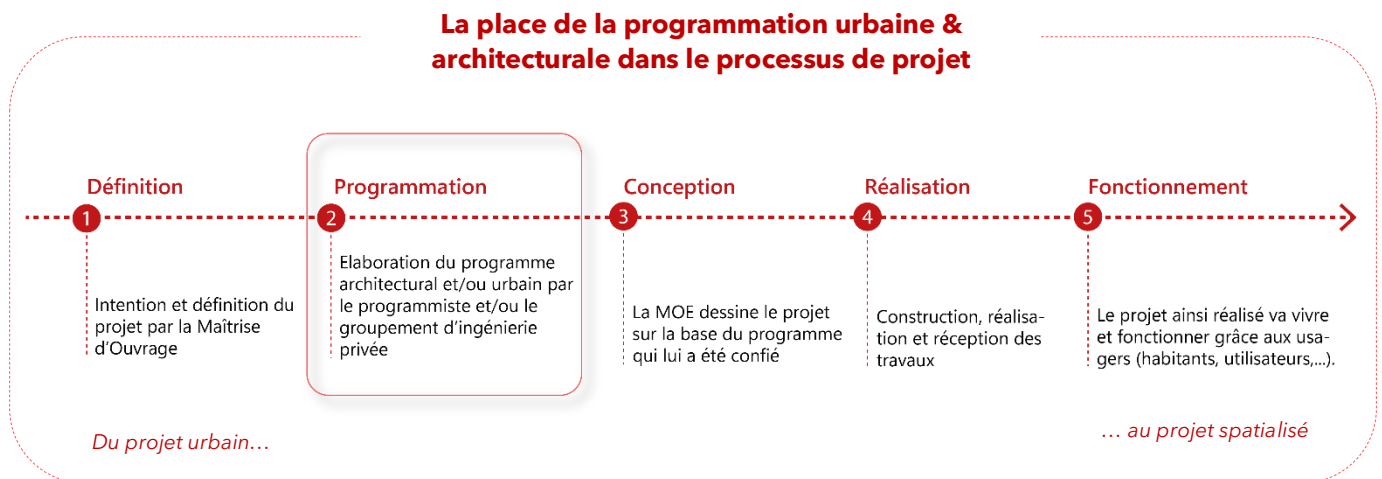 La place de la programmation urbaine &
architecturale dans le processus de projet
Définition
1
Intention et définition du
projet par la Maîtrise
d’Ouvrage
Programmation
2
Elaboration du programme
architectural et/ou urbain par
le programmiste et/ou le
groupement d’ingénierie
privée
Conception
3
La MOE dessine le projet
sur la base du programme
qui lui a été confié
Réalisation
4
Construction, réalisa-
tion et réception des
travaux
Fonctionnement
5
Le projet ainsi réalisé va vivre
et fonctionner grâce aux usa-
gers (habitants, utilisateurs,...).
Du projet urbain…
… au projet spatialisé